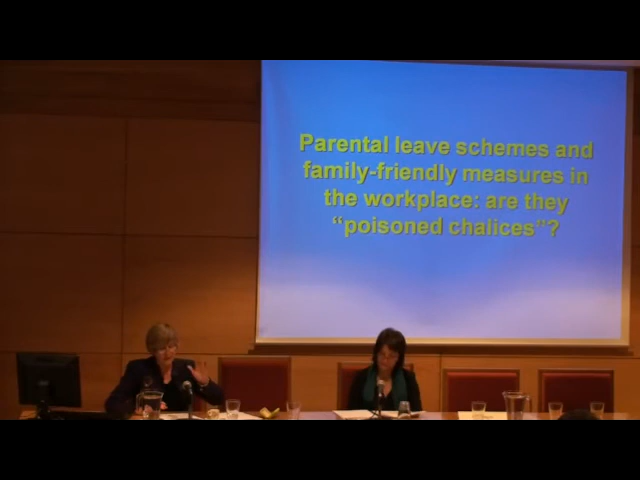 Parental leave schemes and
family-friendly measures in
the workplace: are they
“poisoned chalices”?